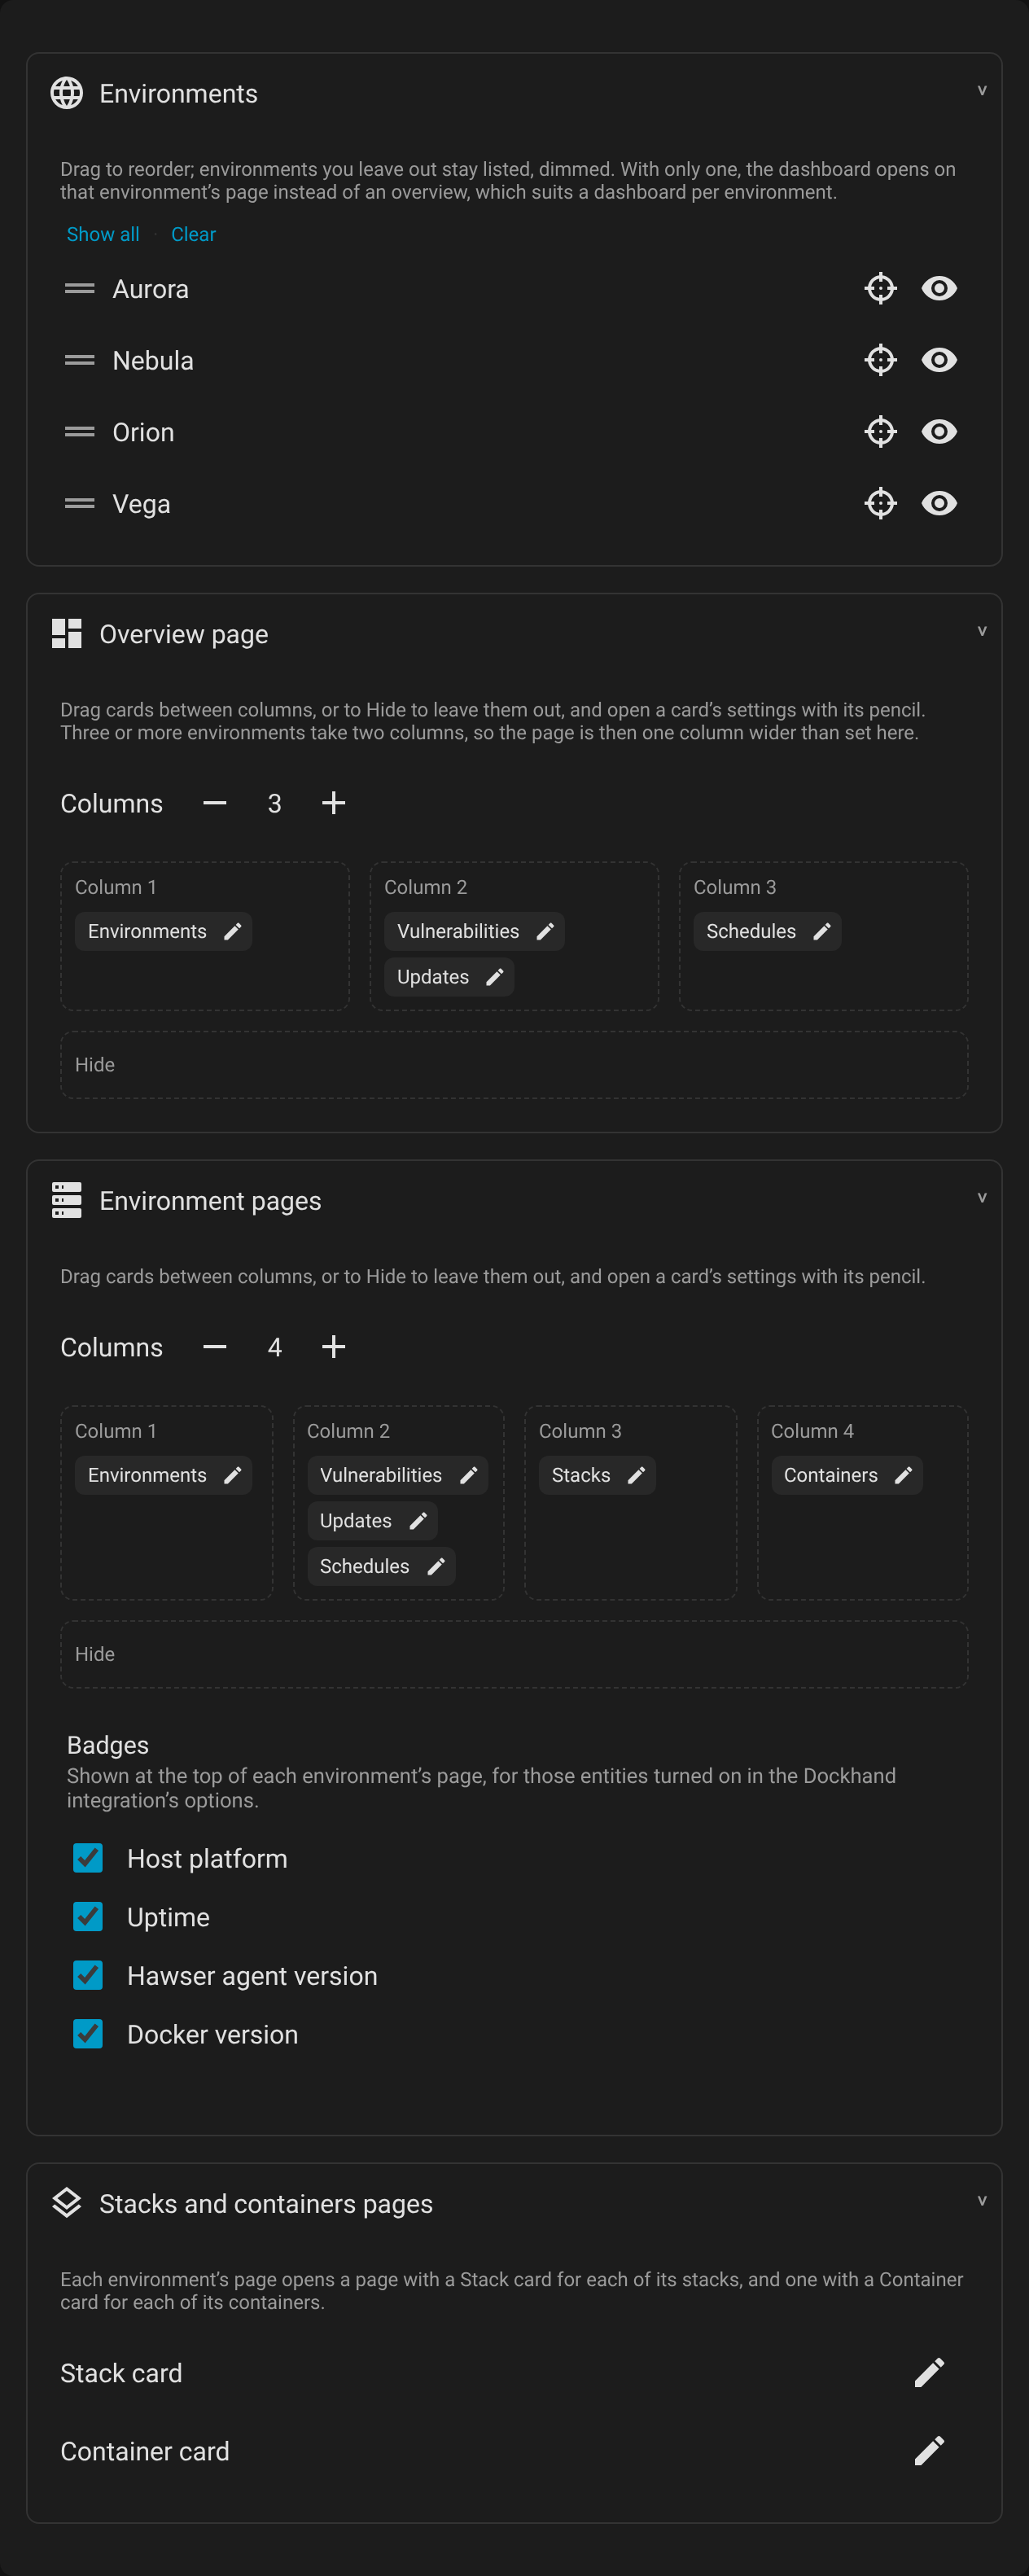 Environments
Drag to reorder; environments you leave out stay listed, dimmed. With only one, the dashboard opens on
that environment’s page instead of an overview, which suits a dashboard per environment.
Show all · Clear
Aurora
Nebula
Orion
Vega
Overview page
Drag cards between columns, or to Hide to leave them out, and open a card’s settings with its pencil.
Three or more environments take two columns, so the page is then one column wider than set here.
Columns 3
Column 1 Column 2 Column 3
Environments Vulnerabilities Schedules
Updates
Hide
Environment pages
Drag cards between columns, or to Hide to leave them out, and open a card’s settings with its pencil.
Columns 4
Column 1 Column 2 Column 3 Column 4
Environments Vulnerabilities Stacks Containers
Updates
Schedules
Hide
Badges
Shown at the top of each environment’s page, for those entities turned on in the Dockhand
integration’s options.
Host platform
Uptime
Hawser agent version
Docker version
Stacks and containers pages
Each environment’s page opens a page with a Stack card for each of its stacks, and one with a Container
card for each of its containers.
Stack card
Container card